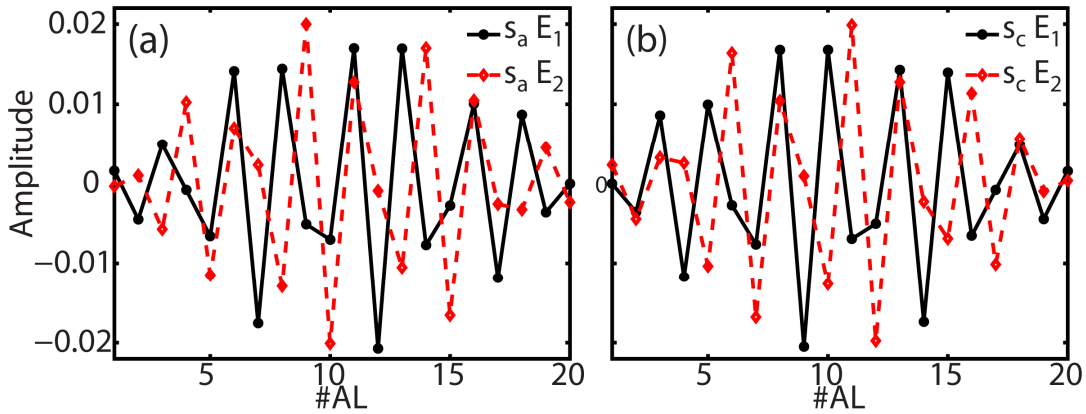 (a)
s_a E_1
s_a E_2
0.02
0.01
0
−0.01
−0.02
Amplitude
5
10
15
20
#AL
(b)
s_c E_1
s_c E_2
0
5
10
15
20
#AL